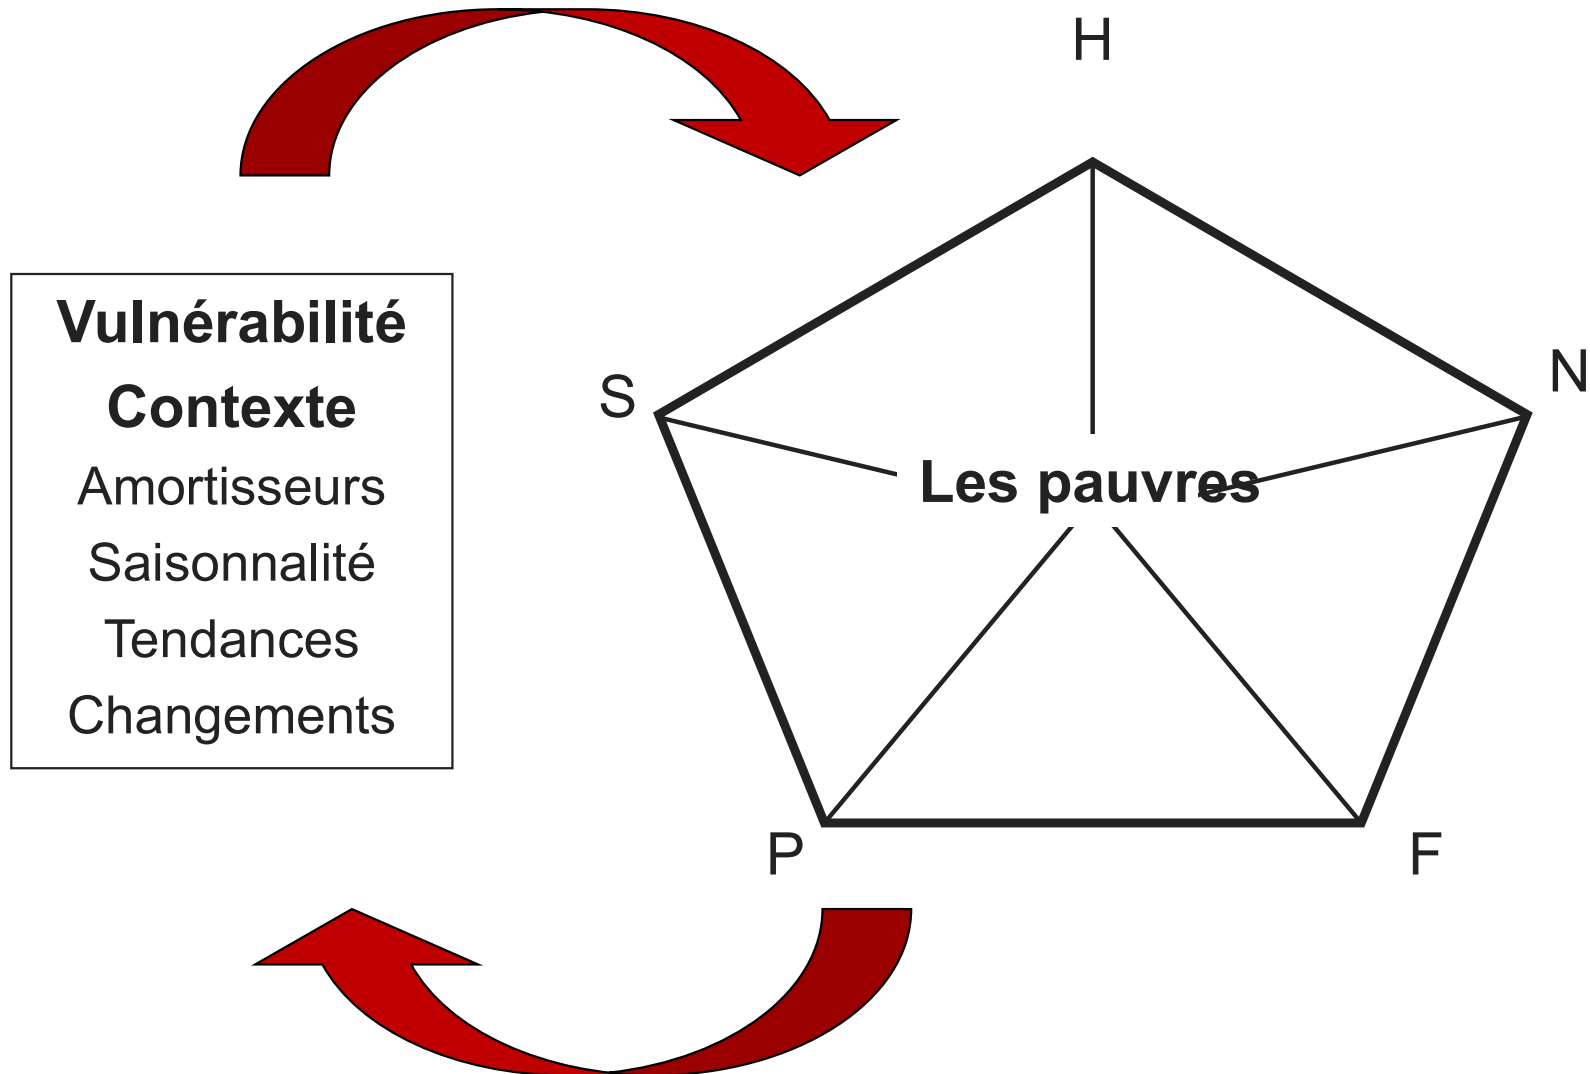 Vulnérabilité
Contexte
Amortisseurs
Saisonnalité
Tendances
Changements
H
S
N
Les pauvres
P
F